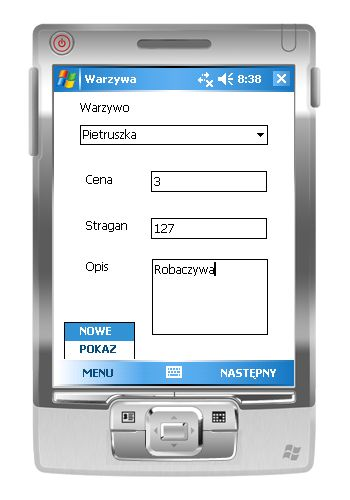 Warzywa 8:38
Warzywo
Pietruszka
Cena 3
Stragan 127
Opis Robaczywa
NOWE
POKAZ
MENU NASTĘPNY